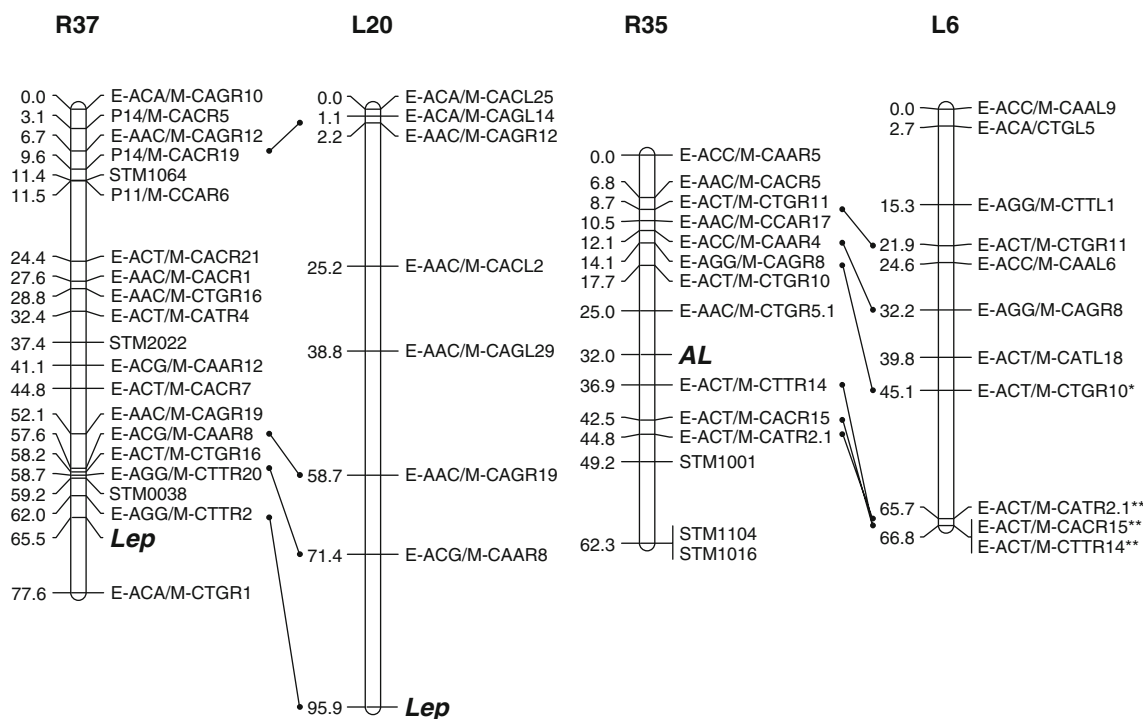 R37
0.0 E-ACA/M-CAGR10
3.1 P14/M-CACR5
6.7 E-AAC/M-CAGR12
9.6 P14/M-CACR19
11.4 STM1064
11.5 P11/M-CCAR6
24.4 E-ACT/M-CACR21
27.6 E-AAC/M-CACR1
28.8 E-AAC/M-CTGR16
32.4 E-ACT/M-CATR4
37.4 STM2022
41.1 E-ACG/M-CAAR12
44.8 E-ACT/M-CACR7
52.1 E-AAC/M-CAGR19
57.6 E-ACG/M-CAAR8
58.2 E-ACT/M-CTGR16
58.7 E-AGG/M-CTTR20
59.2 STM0038
62.0 E-AGG/M-CTTR2
65.5 Lep
77.6 E-ACA/M-CTGR1
L20
0.0 E-ACA/M-CACL25
1.1 E-ACA/M-CAGL14
2.2 E-AAC/M-CAGR12
25.2 E-AAC/M-CACL2
38.8 E-AAC/M-CAGL29
58.7 E-AAC/M-CAGR19
71.4 E-ACG/M-CAAR8
95.9 Lep
R35
0.0 E-ACC/M-CAAR5
6.8 E-AAC/M-CACR5
8.7 E-ACT/M-CTGR11
10.5 E-AAC/M-CCAR17
12.1 E-ACC/M-CAAR4
14.1 E-AGG/M-CAGR8
17.7 E-ACT/M-CTGR10
25.0 E-AAC/M-CTGR5.1
32.0 AL
36.9 E-ACT/M-CTTR14
42.5 E-ACT/M-CACR15
44.8 E-ACT/M-CATR2.1
49.2 STM1001
62.3 STM1104
STM1016
L6
0.0 E-ACC/M-CAAL9
2.7 E-ACA/CTGL5
15.3 E-AGG/M-CTTL1
21.9 E-ACT/M-CTGR11
24.6 E-ACC/M-CAAL6
32.2 E-AGG/M-CAGR8
39.8 E-ACT/M-CATL18
45.1 E-ACT/M-CTGR10*
65.7 E-ACT/M-CATR2.1**
66.8 E-ACT/M-CACR15**
E-ACT/M-CTTR14**